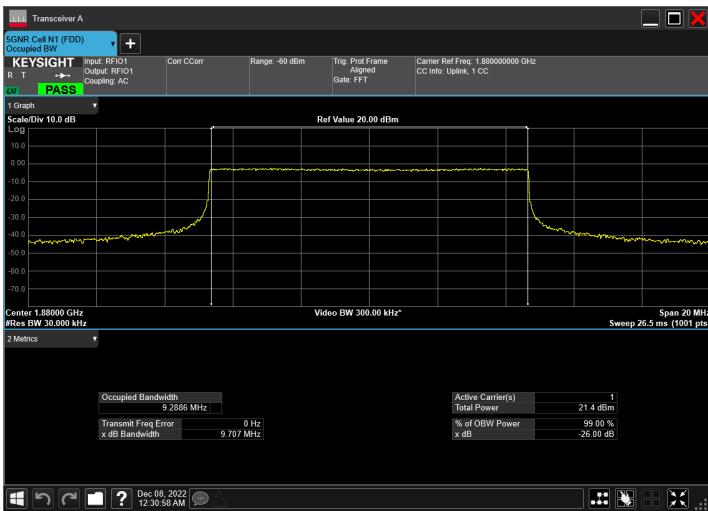 Transceiver A
5GNR Cell N1 (FDD)
Occupied BW
KEYSIGHT
R T
PASS
Input: RFIO1
Output: RFIO1
Coupling: AC
Corr CCorr
Range: -60 dBm
Trig: Prot Frame
Aligned
Gate: FFT
Carrier Ref Freq: 1.880000000 GHz
CC Info: Uplink, 1 CC
1 Graph
Scale/Div 10.0 dB
Ref Value 20.00 dBm
Log
10.0
0.00
-10.0
-20.0
-30.0
-40.0
-50.0
-60.0
-70.0
Center 1.88000 GHz
Video BW 300.00 kHz*
Span 20 MHz
#Res BW 30.000 kHz
Sweep 26.5 ms (1001 pts
2 Metrics
Occupied Bandwidth
9.2886 MHz
Transmit Freq Error 0 Hz
x dB Bandwidth 9.707 MHz
Active Carrier(s) 1
Total Power 21.4 dBm
% of OBW Power 99.00 %
x dB -26.00 dB
?
Dec 08, 2022
12:30:58 AM